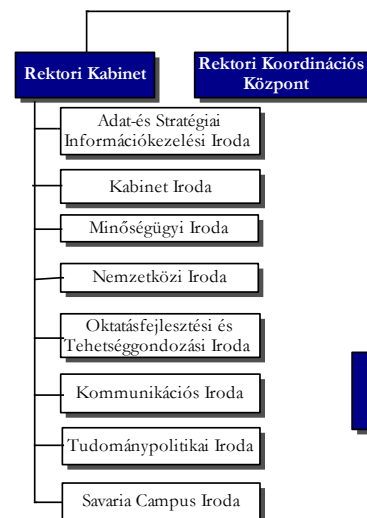 Rektori Kabinet
Rektori Koordinációs
Központ
Adat-és Stratégiai
Információkezelési Iroda
Kabinet Iroda
Minőségügyi Iroda
Nemzetközi Iroda
Oktatásfejlesztési és
Tehetséggondozási Iroda
Kommunikációs Iroda
Tudománypolitikai Iroda
Savaria Campus Iroda